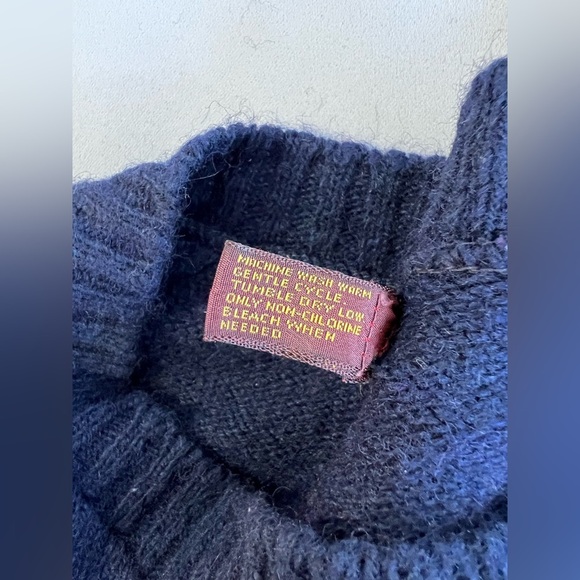 MACHINE WASH WARM
GENTLE CYCLE
TUMBLE DRY LOW
ONLY NON-CHLORINE
BLEACH WHEN
NEEDED